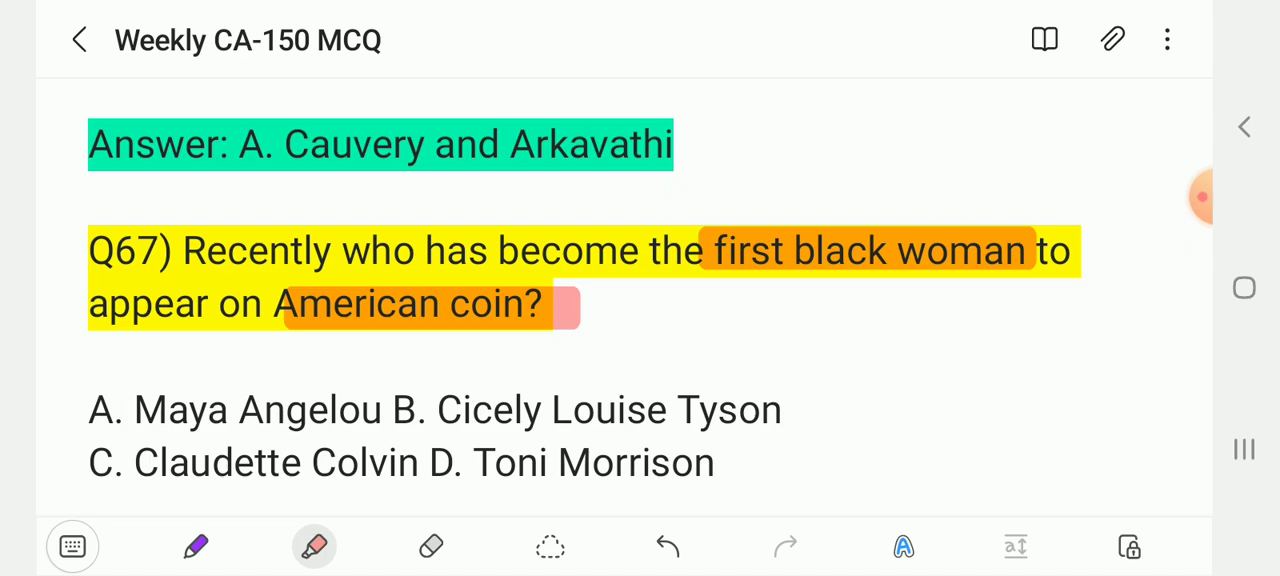 Weekly CA-150 MCQ
Answer: A. Cauvery and Arkavathi
Q67) Recently who has become the first black woman to
appear on American coin?
A. Maya Angelou B. Cicely Louise Tyson
C. Claudette Colvin D. Toni Morrison